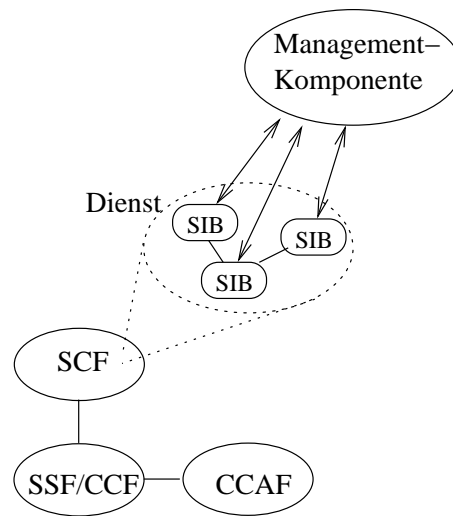 Management–
Komponente
Dienst
SIB
SIB
SIB
SCF
SSF/CCF
CCAF